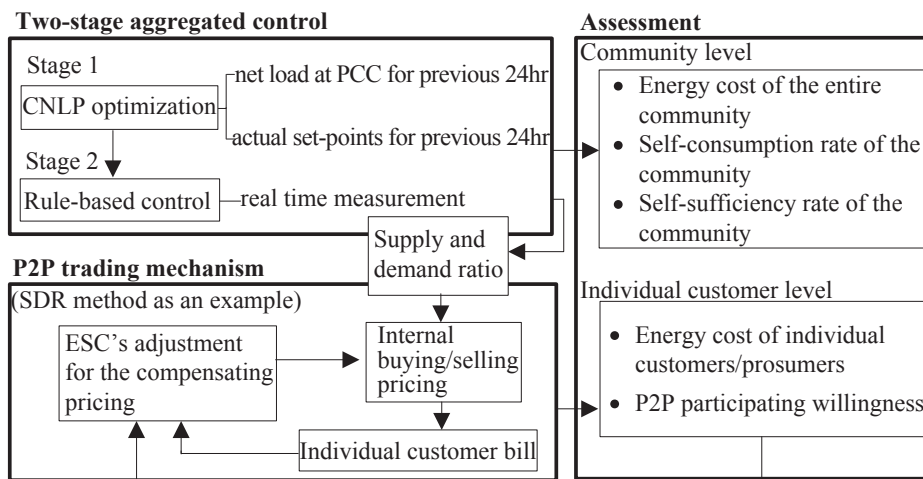 Two-stage aggregated control
Stage 1
CNLP optimization
net load at PCC for previous 24hr
actual set-points for previous 24hr
Stage 2
Rule-based control
real time measurement
Supply and
demand ratio
P2P trading mechanism
(SDR method as an example)
ESC's adjustment
for the compensating
pricing
Internal
buying/selling
pricing
Individual customer bill
Assessment
Community level
• Energy cost of the entire
community
• Self-consumption rate of the
community
• Self-sufficiency rate of the
community
Individual customer level
• Energy cost of individual
customers/prosumers
• P2P participating willingness